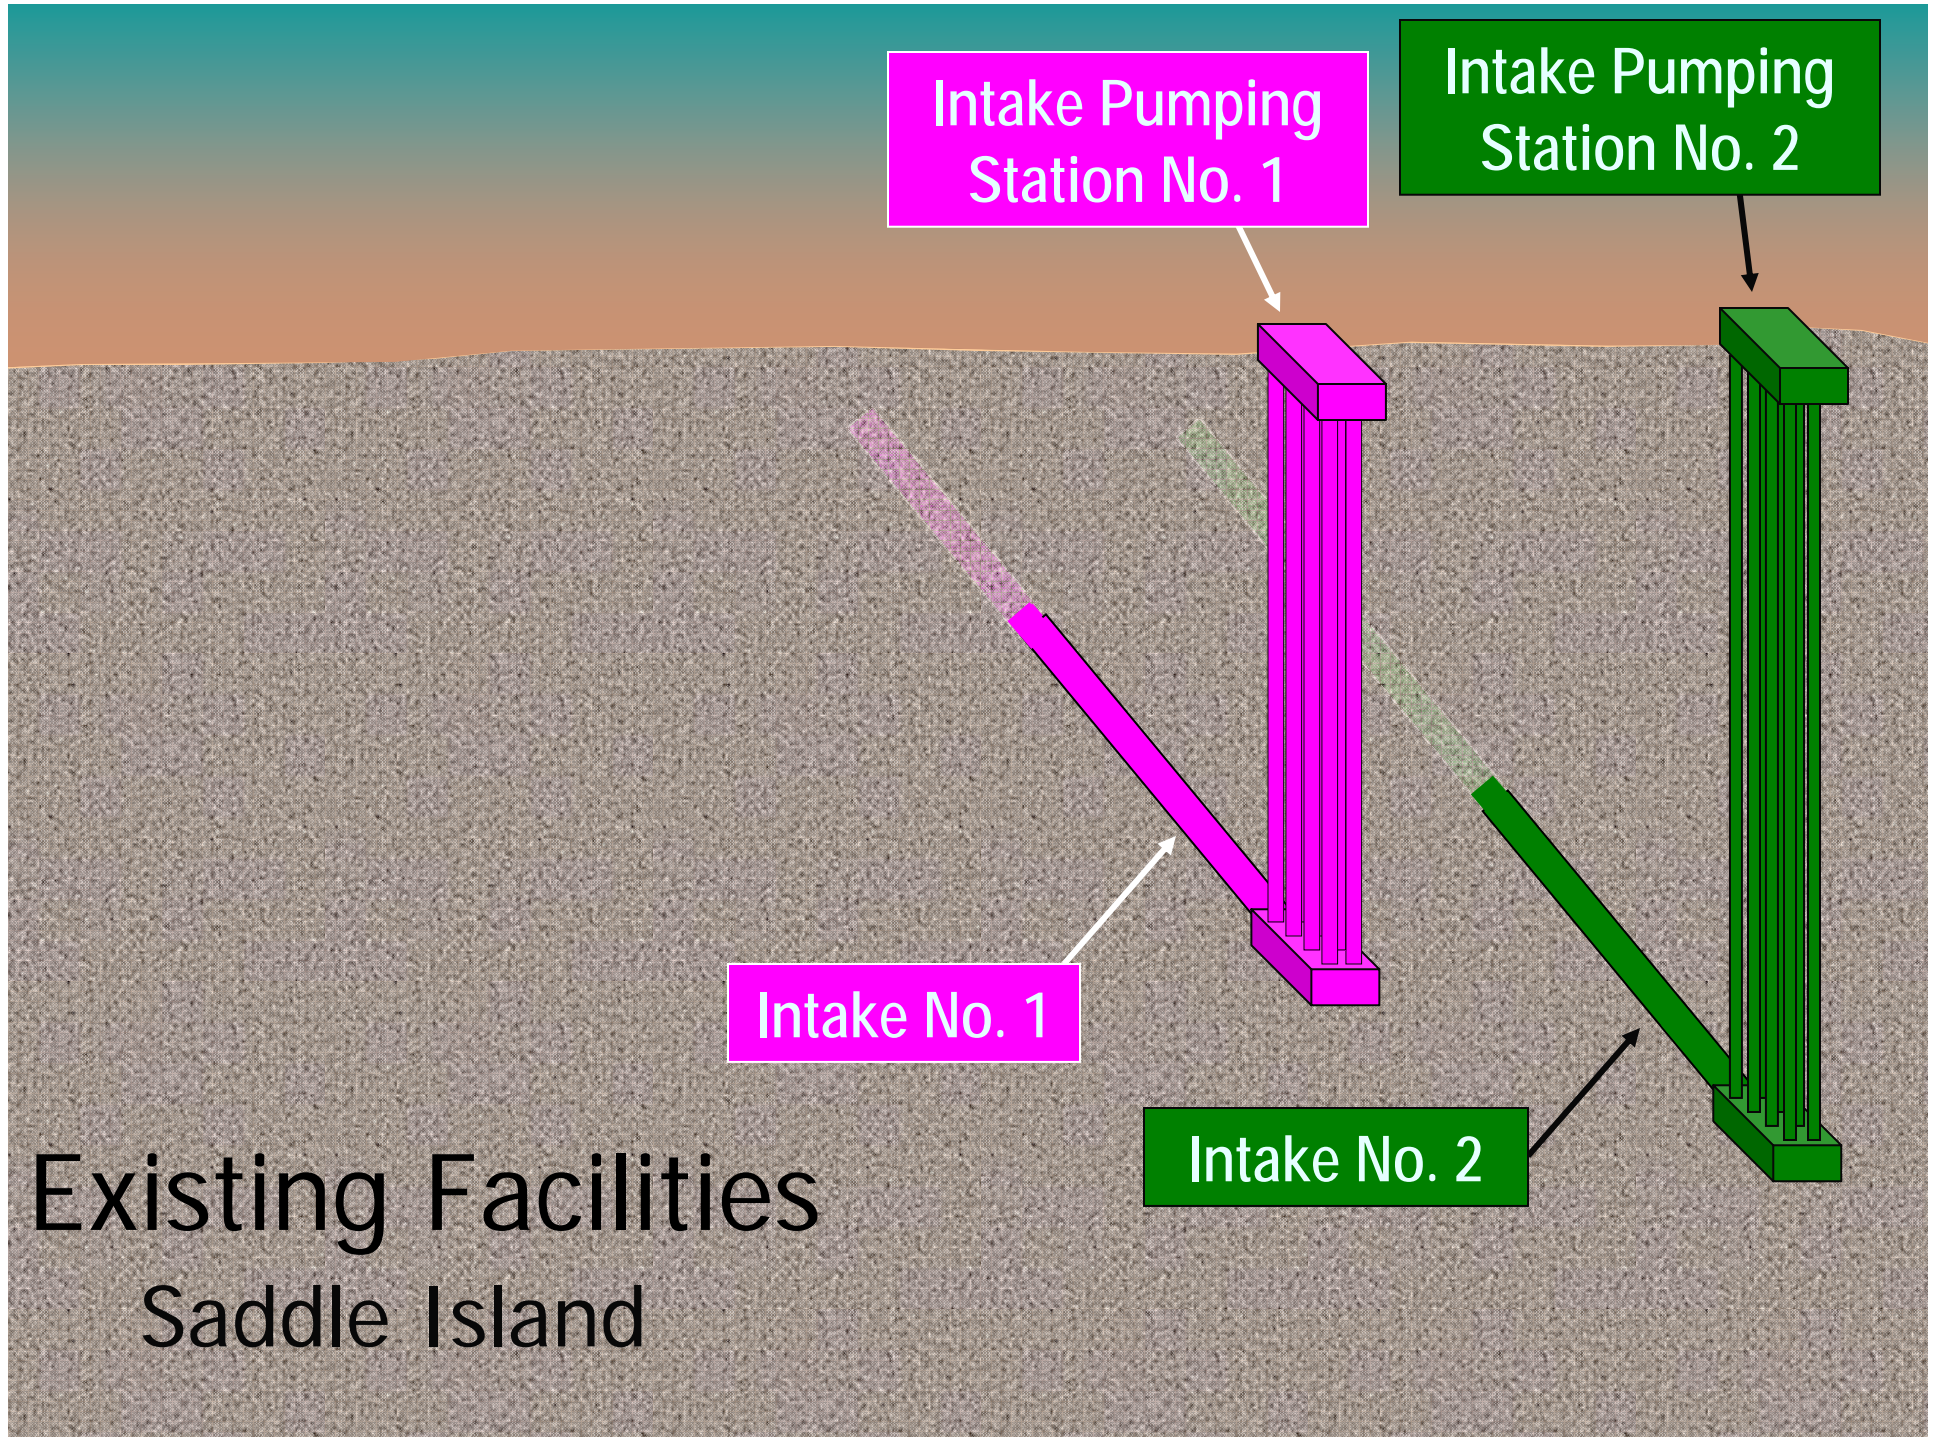 Intake Pumping
Station No. 1
Intake Pumping
Station No. 2
Intake No. 1
Intake No. 2
Existing Facilities
Saddle Island